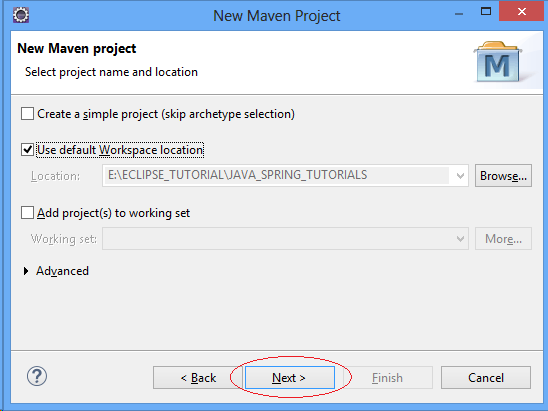 New Maven Project
New Maven project
Select project name and location
M
Create a simple project (skip archetype selection)
Use default Workspace location
Location: E:\ECLIPSE_TUTORIAL\JAVA_SPRING_TUTORIALS Browse...
Add project(s) to working set
Working set: More...
Advanced
? < Back Next > Finish Cancel